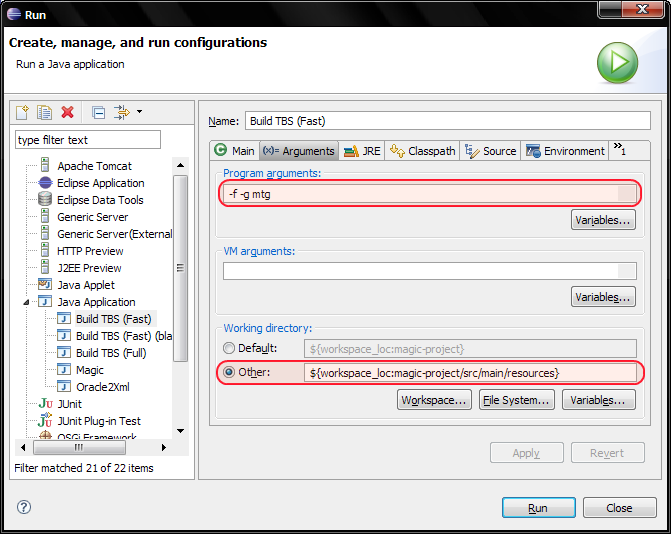 Run
Create, manage, and run configurations
Run a Java application
Name: Build TBS (Fast)
type filter text
Main (x)= Arguments JRE Classpath Source Environment »1
Apache Tomcat
Eclipse Application
Eclipse Data Tools
Generic Server
Generic Server(External
HTTP Preview
J2EE Preview
Java Applet
Java Application
Build TBS (Fast)
Build TBS (Fast) (bla
Build TBS (Full)
Magic
Oracle2Xml
JUnit
JUnit Plug-in Test
OSGi Framework
Filter matched 21 of 22 items
Program arguments:
-f -g mtg
Variables...
VM arguments:
Variables...
Working directory:
Default: ${workspace_loc:magic-project}
Other: ${workspace_loc:magic-project/src/main/resources}
Workspace... File System... Variables...
Apply Revert
Run Close